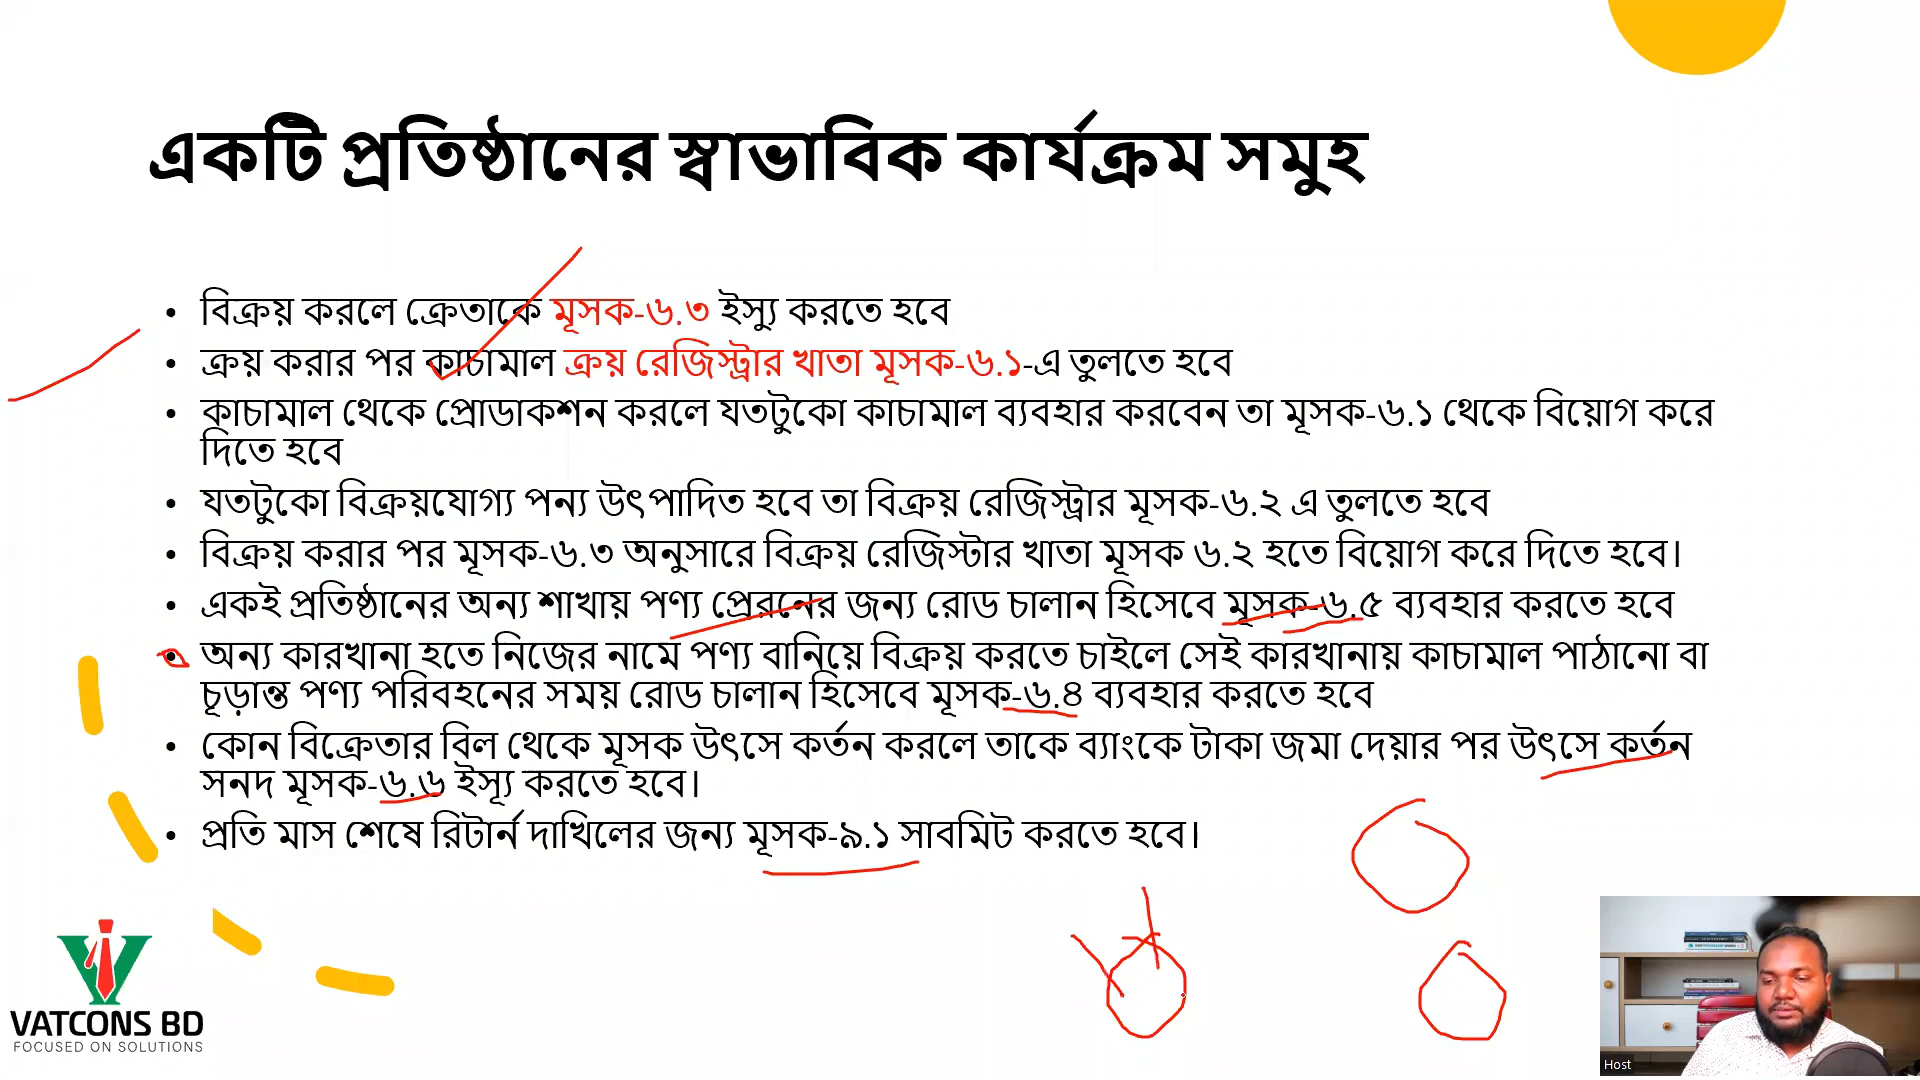 একটি প্রতিষ্ঠানের স্বাভাবিক কার্যক্রম সমুহ
• বিক্রয় করলে ক্রেতাকে মূসক-৬.৩ ইস্যু করতে হবে
• ক্রয় করার পর কাচামাল ক্রয় রেজিস্ট্রার খাতা মূসক-৬.১-এ তুলতে হবে
• কাচামাল থেকে প্রোডাকশন করলে যতটুকো কাচামাল ব্যবহার করবেন তা মূসক-৬.১ থেকে বিয়োগ করে
দিতে হবে
• যতটুকো বিক্রয়যোগ্য পন্য উৎপাদিত হবে তা বিক্রয় রেজিস্ট্রার মূসক-৬.২ এ তুলতে হবে
• বিক্রয় করার পর মূসক-৬.৩ অনুসারে বিক্রয় রেজিস্টার খাতা মূসক ৬.২ হতে বিয়োগ করে দিতে হবে।
• একই প্রতিষ্ঠানের অন্য শাখায় পণ্য প্রেরনের জন্য রোড চালান হিসেবে মূসক-৬.৫ ব্যবহার করতে হবে
• অন্য কারখানা হতে নিজের নামে পণ্য বানিয়ে বিক্রয় করতে চাইলে সেই কারখানায় কাচামাল পাঠানো বা
চূড়ান্ত পণ্য পরিবহনের সময় রোড চালান হিসেবে মূসক-৬.৪ ব্যবহার করতে হবে
• কোন বিক্রেতার বিল থেকে মূসক উৎসে কর্তন করলে তাকে ব্যাংকে টাকা জমা দেয়ার পর উৎসে কর্তন
সনদ মূসক-৬.৬ ইস্যূ করতে হবে।
• প্রতি মাস শেষে রিটার্ন দাখিলের জন্য মূসক-৯.১ সাবমিট করতে হবে।
VATCONS BD
FOCUSED ON SOLUTIONS
Host